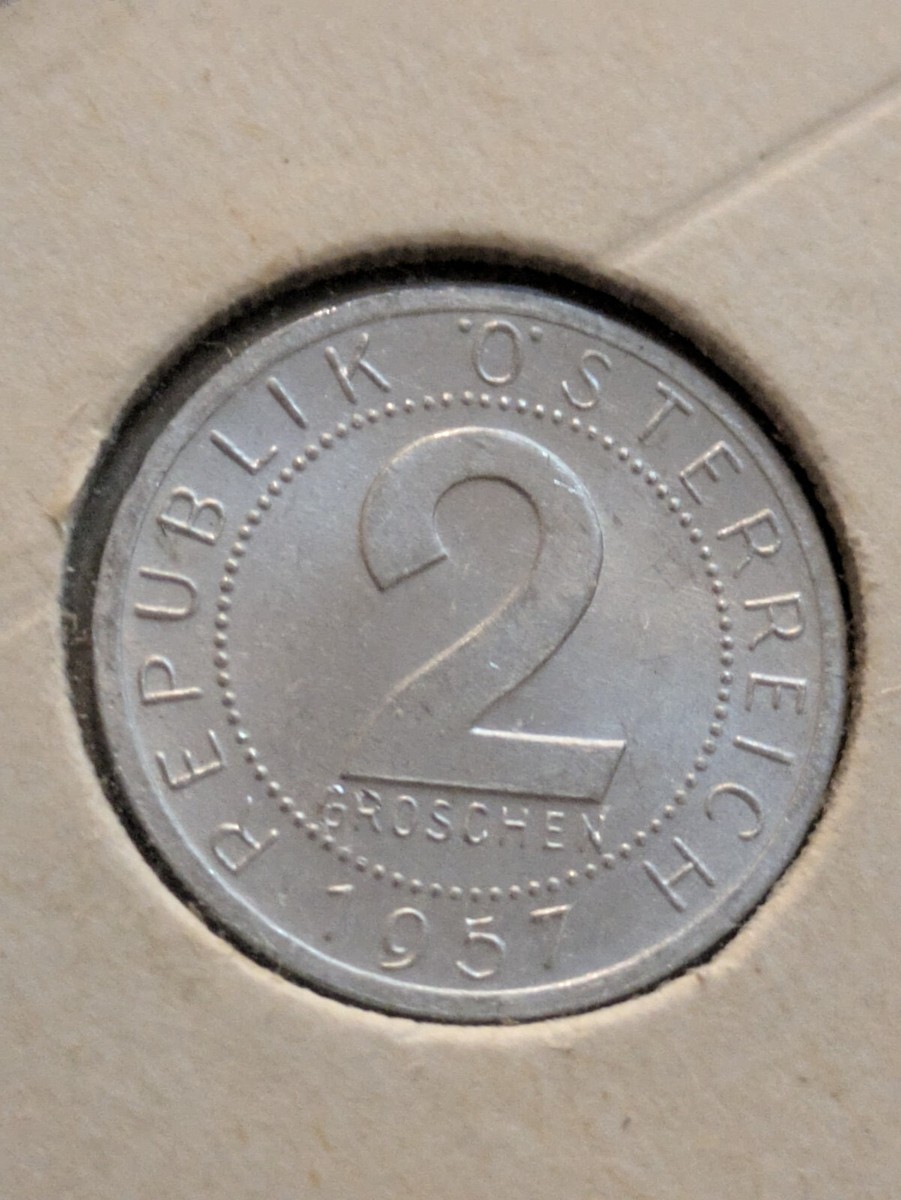 REPUBLIK ÖSTERREICH
2
GROSCHEN
1957